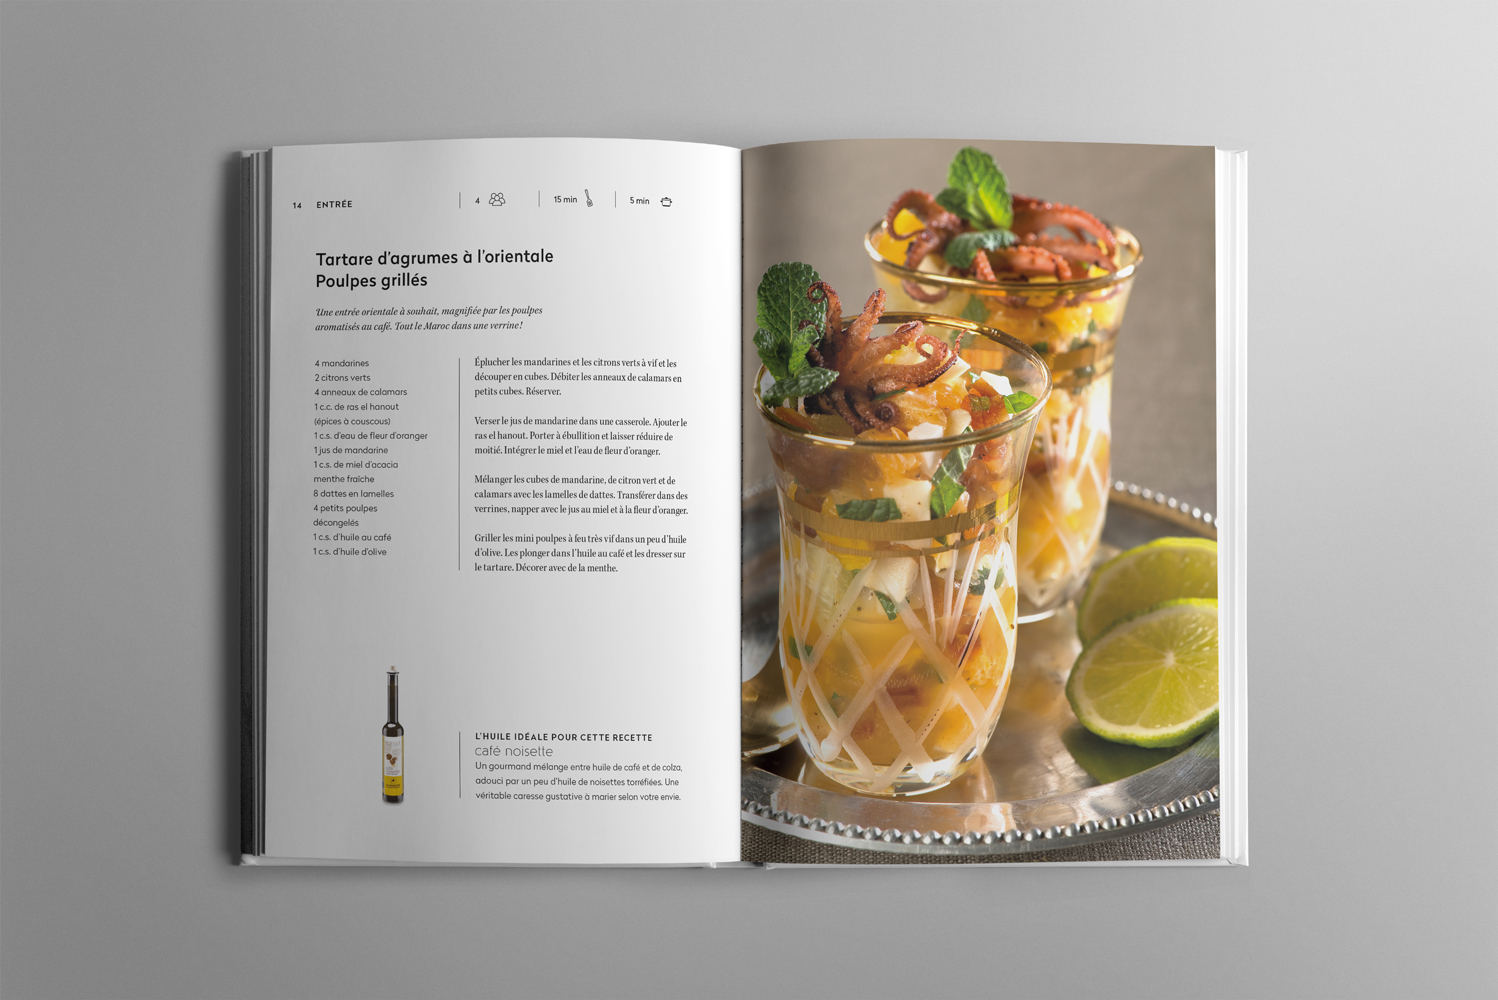 14 ENTRÉE
4
15 min
5 min
Tartare d'agrumes à l'orientale
Poulpes grillés
Une entrée orientale à souhait, magnifiée par les poulpes
aromatisés au café. Tout le Maroc dans une verrine!
4 mandarines
2 citrons verts
4 anneaux de calamars
1 c.c. de ras el hanout
(épices à couscous)
1 c.s. d'eau de fleur d'oranger
1 jus de mandarine
1 c.s. de miel d'acacia
menthe fraîche
8 dattes en lamelles
4 petits poulpes
décongelés
1 c.s. d'huile au café
1 c.s. d'huile d'olive
Éplucher les mandarines et les citrons verts à vif et les
découper en cubes. Débiter les anneaux de calamars en
petits cubes. Réserver.
Verser le jus de mandarine dans une casserole. Ajouter le
ras el hanout. Porter à ébullition et laisser réduire de
moitié. Intégrer le miel et l'eau de fleur d'oranger.
Mélanger les cubes de mandarine, de citron vert et de
calamars avec les lamelles de dattes. Transférer dans des
verrines, napper avec le jus au miel et à la fleur d'oranger.
Griller les mini poulpes à feu très vif dans un peu d'huile
d'olive. Les plonger dans l'huile au café et les dresser sur
le tartare. Décorer avec de la menthe.
L'HUILE IDÉALE POUR CETTE RECETTE
café noisette
Un gourmand mélange entre huile de café et de colza,
adouci par un peu d'huile de noisettes torréfiées. Une
véritable caresse gustative à marier selon votre envie.